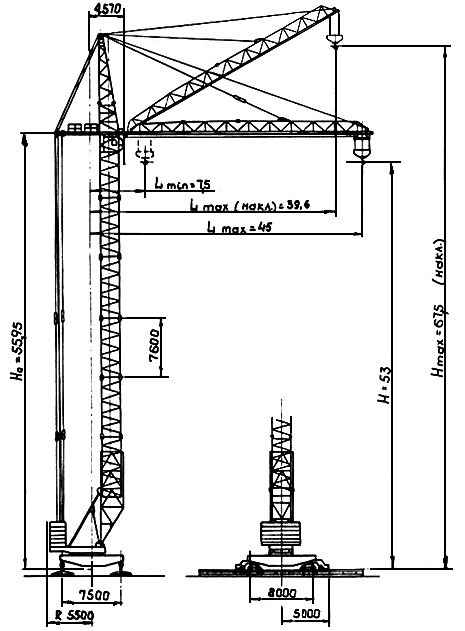 4570
L min=7,5
L max (накл.)=39,6
L max=45
7600
Hо=55,95
H=53
H max=67,5 (накл.)
7500
R 5500
8000
5000